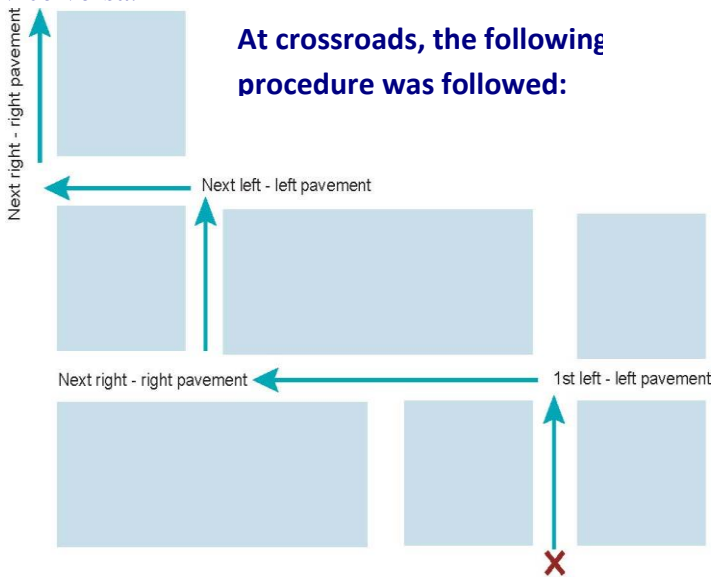 At crossroads, the following
procedure was followed:
Next right - right pavement
Next left - left pavement
Next right - right pavement
1st left - left pavement